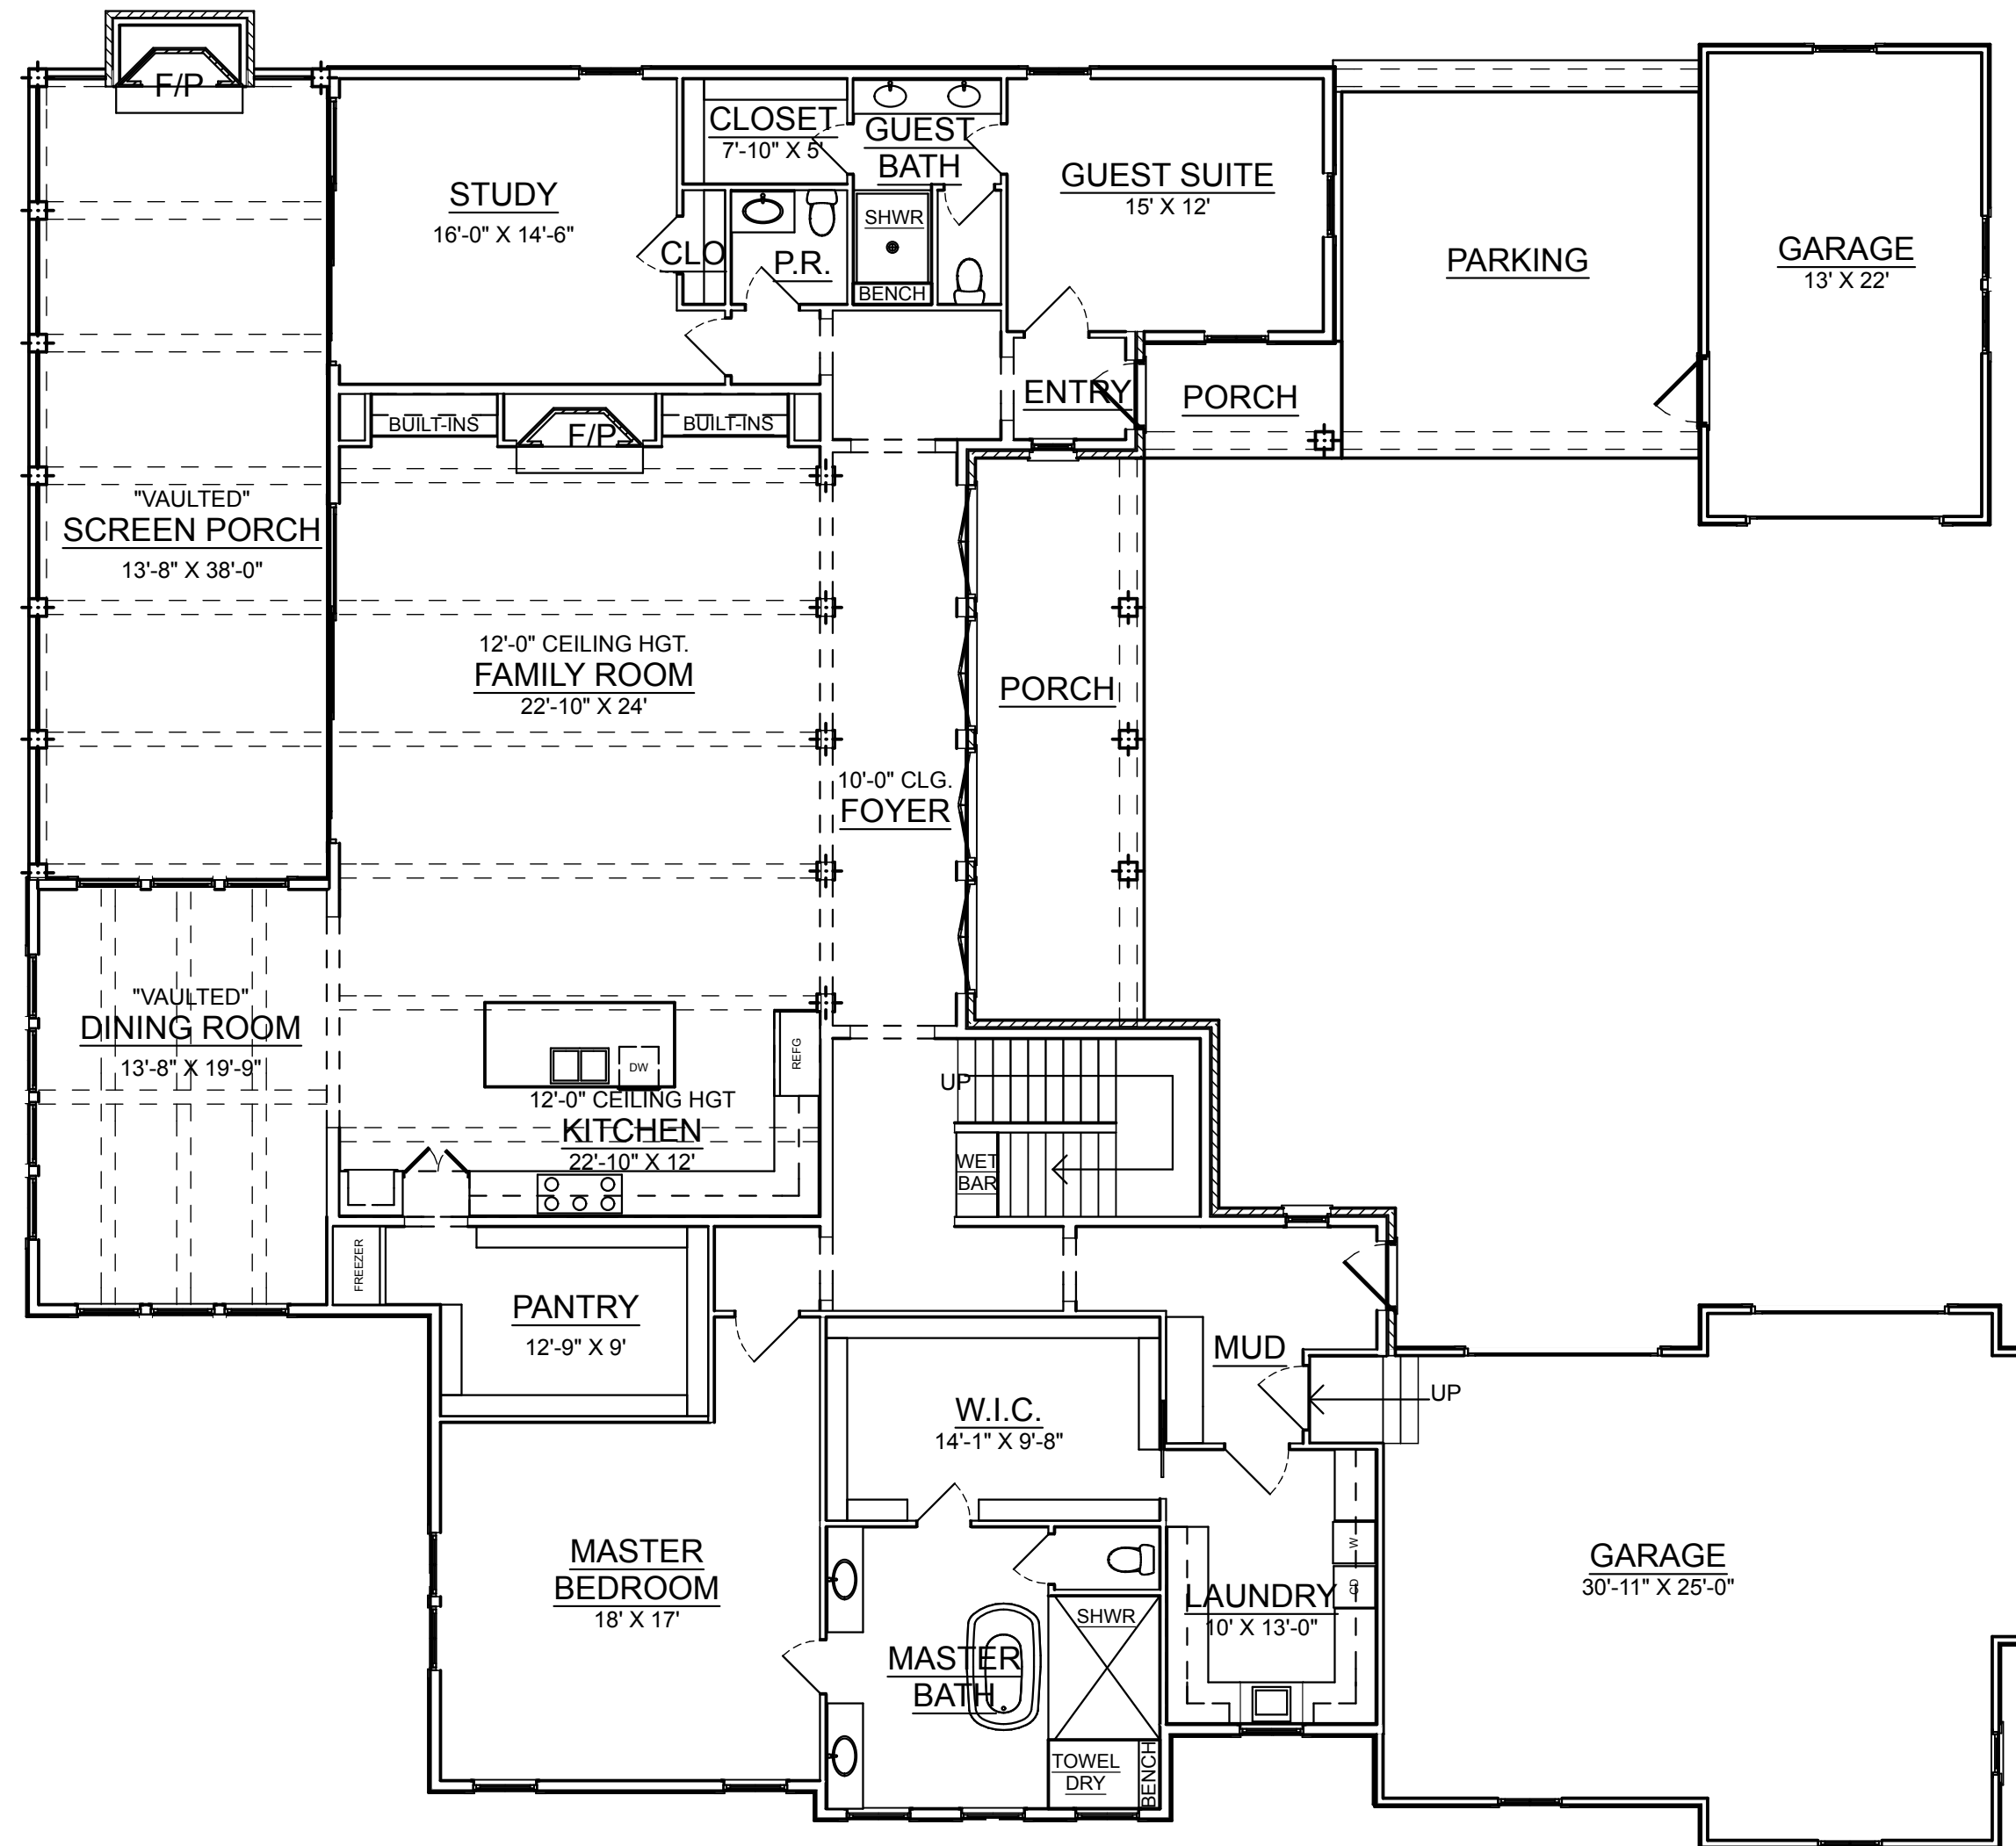 F/P
CLOSET
7'-10" X 5'
GUEST
BATH
STUDY
16'-0" X 14'-6"
CLO
P.R.
SHWR
BENCH
GUEST SUITE
15' X 12'
PARKING
GARAGE
13' X 22'
ENTRY
PORCH
BUILT-INS
F/P
BUILT-INS
"VAULTED"
SCREEN PORCH
13'-8" X 38'-0"
12'-0" CEILING HGT.
FAMILY ROOM
22'-10" X 24'
PORCH
10'-0" CLG.
FOYER
"VAULTED"
DINING ROOM
13'-8" X 19'-9"
DW
REFG
12'-0" CEILING HGT
KITCHEN
22'-10" X 12'
UP
WET
BAR
FREEZER
PANTRY
12'-9" X 9'
MUD
UP
W.I.C.
14'-1" X 9'-8"
MASTER
BEDROOM
18' X 17'
MASTER
BATH
SHWR
TOWEL
DRY
BENCH
LAUNDRY
10' X 13'-0"
W
CD
GARAGE
30'-11" X 25'-0"